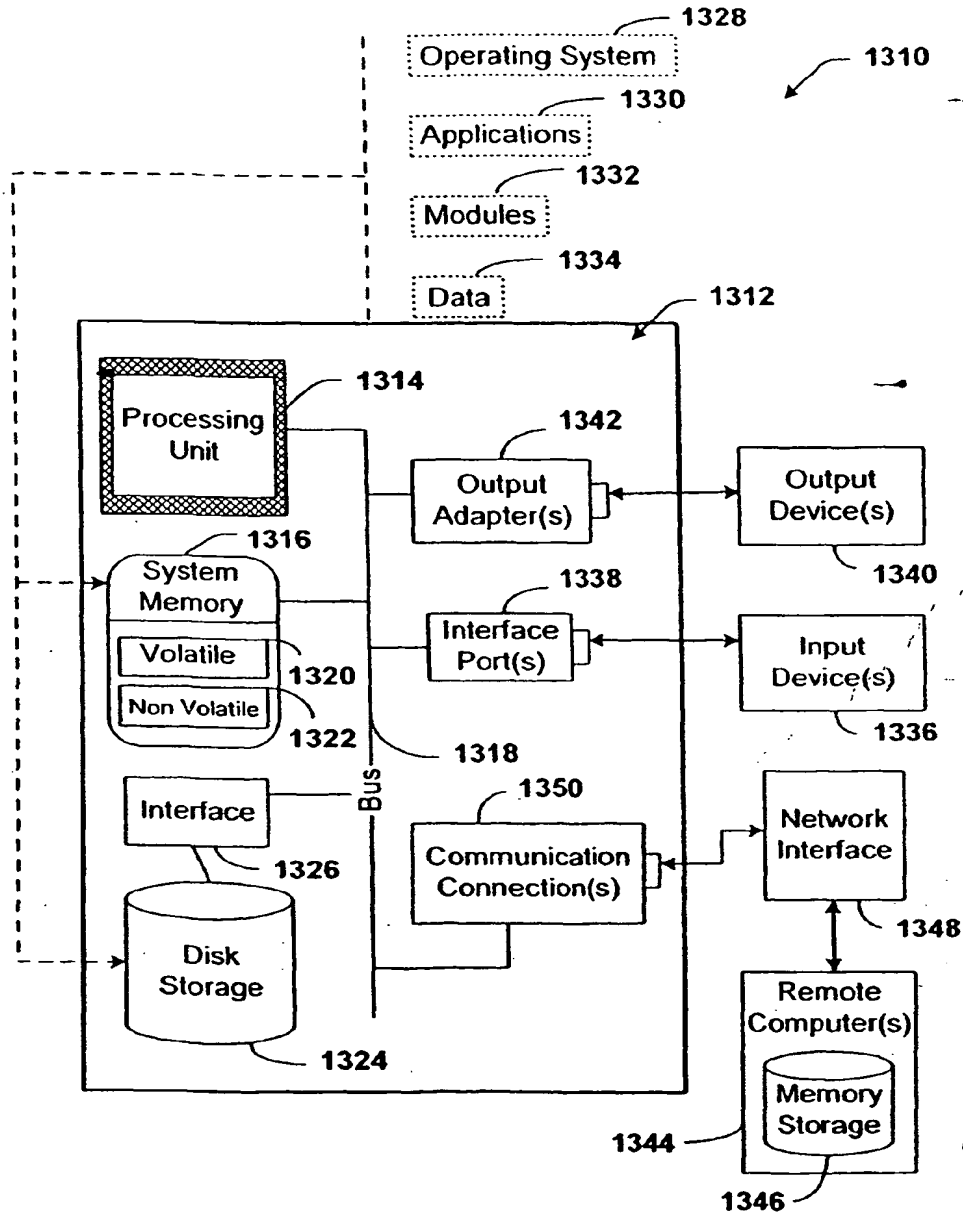 1328
Operating System
1310
1330
Applications
1332
Modules
1334
Data
1312
1314
Processing
Unit
1342
Output
Adapter(s)
Output
Device(s)
1340
1316
System
Memory
Volatile
1320
Non Volatile
1322
1338
Interface
Port(s)
Input
Device(s)
1336
1318
Bus
Interface
1326
1350
Communication
Connection(s)
Network
Interface
1348
Disk
Storage
1324
Remote
Computer(s)
Memory
Storage
1344
1346